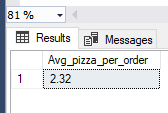 81 %
Results Messages
Avg_pizza_per_order
1 2.32